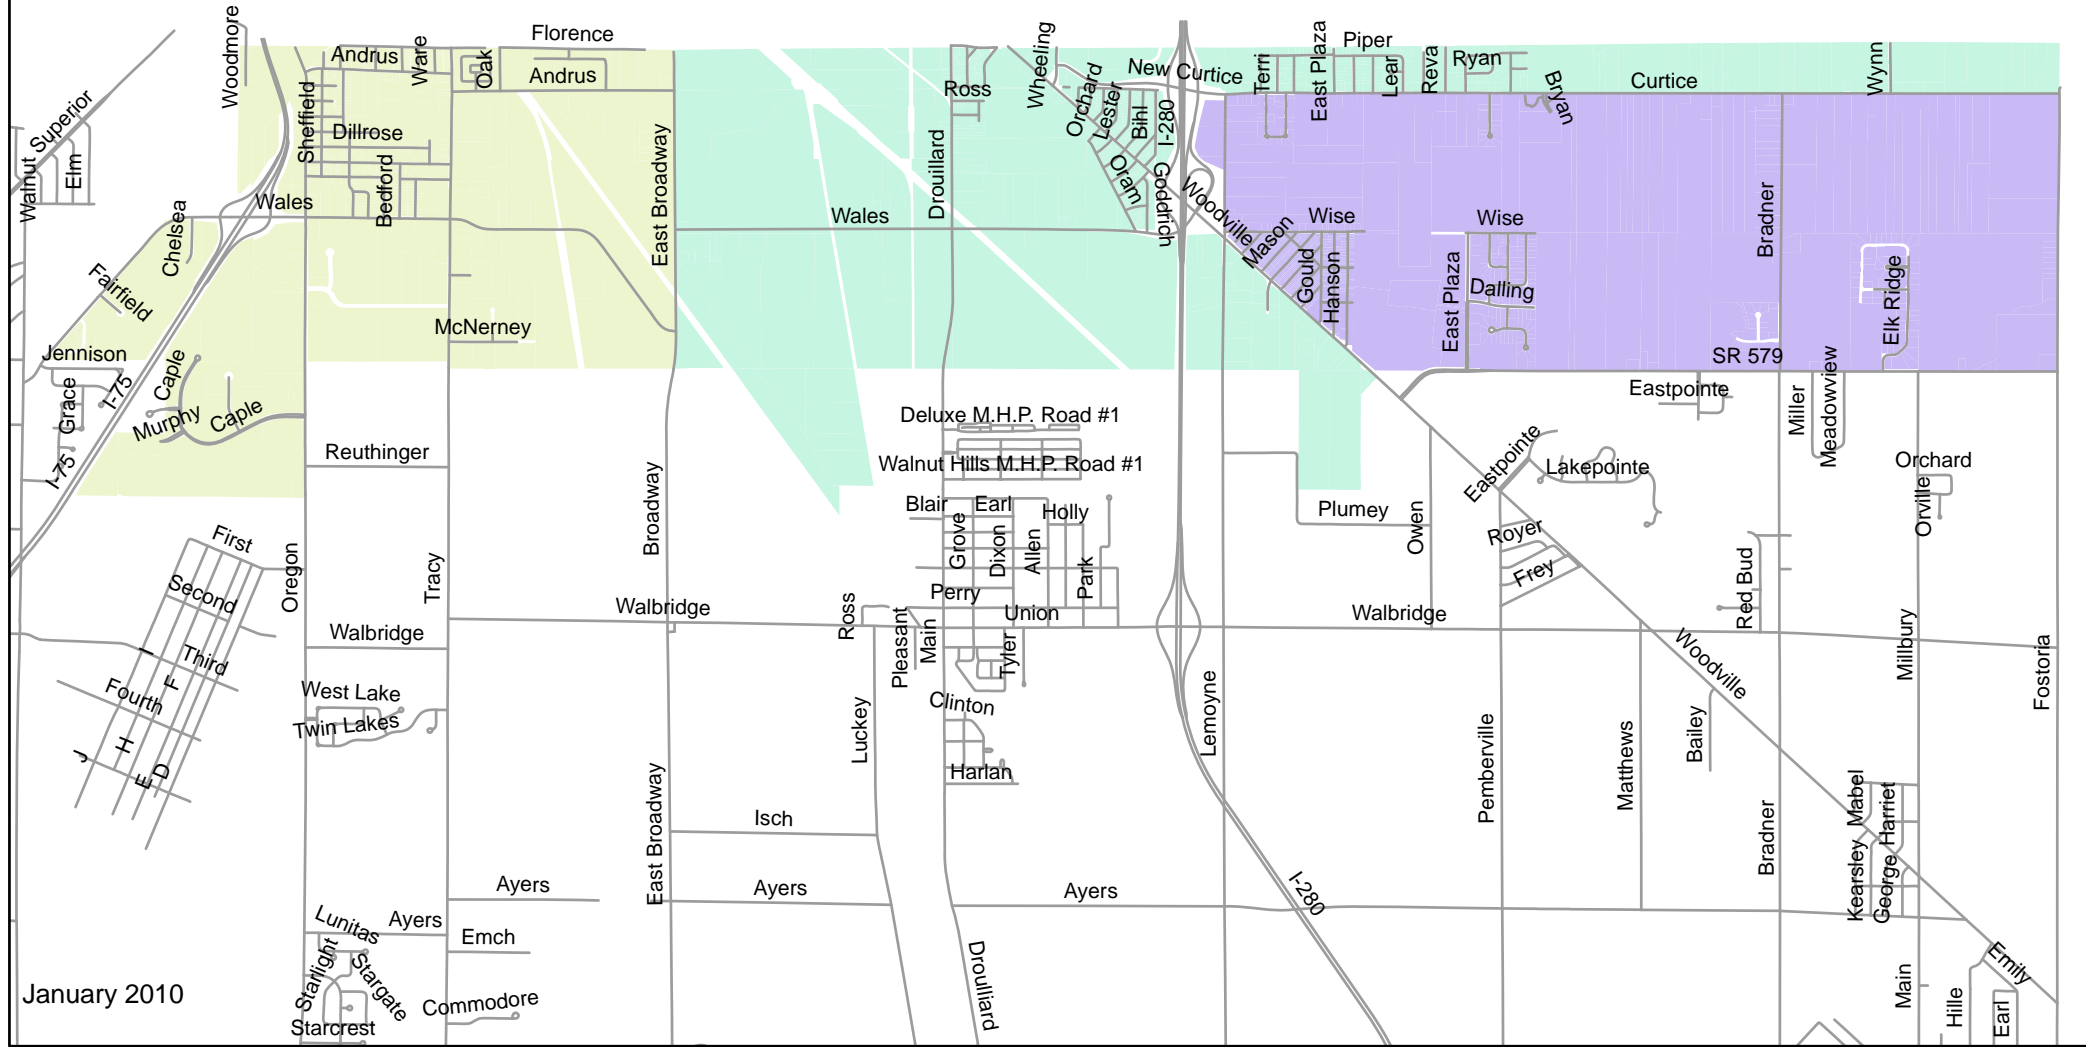 Woodmore
Florence
Andrus
Ware
Oak
Andrus
Wheeling
New Curtice
Terri
East Plaza
Piper
Lear
Reva
Ryan
Bryan
Curtice
Wynn
Superior
Walnut
Elm
Sheffield
Dillrose
Bedford
Wales
Chelsea
Fairfield
East Broadway
Ross
Drouillard
Wales
Orchard
Lester
Bihl
I-280
Oram
Goodrich
Woodville
Mason
Wise
Gould
Hanson
Wise
East Plaza
Dalling
Bradner
Elk Ridge
SR 579
McNerney
Jennison
Grace
I-75
Caple
Murphy
Caple
I-75
Reuthinger
Deluxe M.H.P. Road #1
Walnut Hills M.H.P. Road #1
Eastpointe
Miller
Meadowview
Eastpointe
Lakepointe
Orchard
Orville
Blair
Earl
Holly
Grove
Dixon
Allen
Park
Perry
Union
Plumey
Owen
Royer
Frey
Red Bud
First
Second
Third
Fourth
I
F
J
H
E
D
Oregon
Tracy
Broadway
Walbridge
Walbridge
Ross
Pleasant
Main
Tyler
Walbridge
Woodville
Millbury
Fostoria
West Lake
Twin Lakes
Luckey
Clinton
Harlan
Lemoyne
Pemberville
Matthews
Bailey
Bradner
Mabel
Harriet
Kearsley
George
Isch
East Broadway
Ayers
Ayers
Ayers
Ayers
I-280
Lunitas
Emch
Starlight
Stargate
Commodore
Starcrest
Droulliard
Main
Hille
Earl
Emily
January 2010